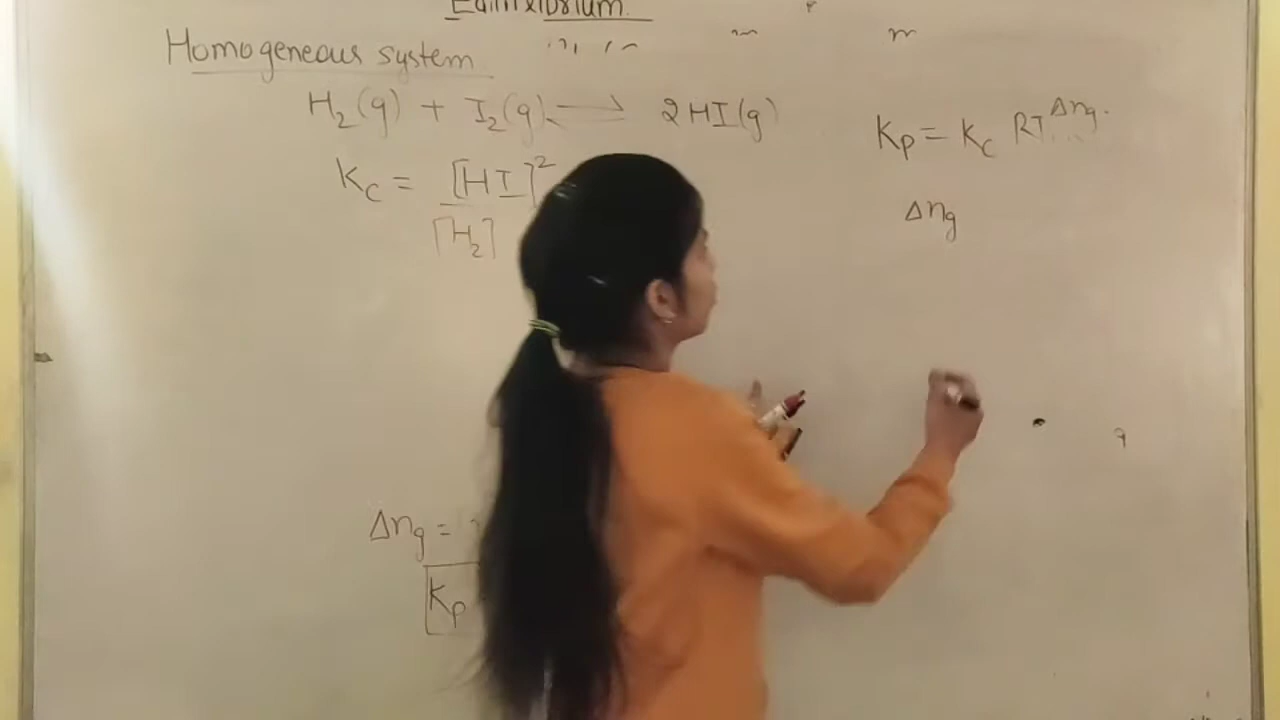 Equilibrium
Homogeneous system
H₂(g) + I₂(g) ⇌ 2HI(g)
Kp = Kc RT^Δng.
Kc = [HI]²
[H₂]
Δng
Δng =
Kp